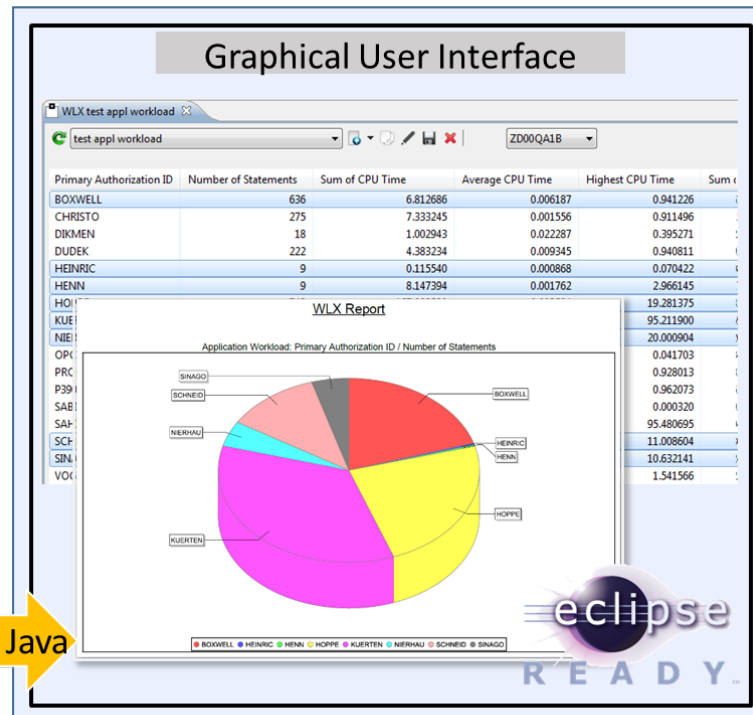 Graphical User Interface
WLX test appl workload
test appl workload ZD00QA1B
Primary Authorization ID Number of Statements Sum of CPU Time Average CPU Time Highest CPU Time Sum
BOXWELL 636 6.812686 0.006187 0.941226
CHRISTO 275 7.333245 0.001556 0.911496
DIKMEN 18 1.002943 0.022287 0.395271
DUDEK 222 4.383234 0.009345 0.940811
HEINRIC 9 0.115540 0.000868 0.070422
HENN 9 8.147394 0.001762 2.966145
19.281375
95.211900
20.000904
0.041703
0.928013
0.962073
0.000320
95.480695
11.008604
10.632141
1.541566
WLX Report
Application Workload: Primary Authorization ID / Number of Statements
SINAGO
SCHNEID
BOXWELL
NIERHAU
HEINRIC
HENN
HOPPE
KUERTEN
BOXWELL HEINRIC HENN HOPPE KUERTEN NIERHAU SCHNEID SINAGO
Java
eclipse
READY